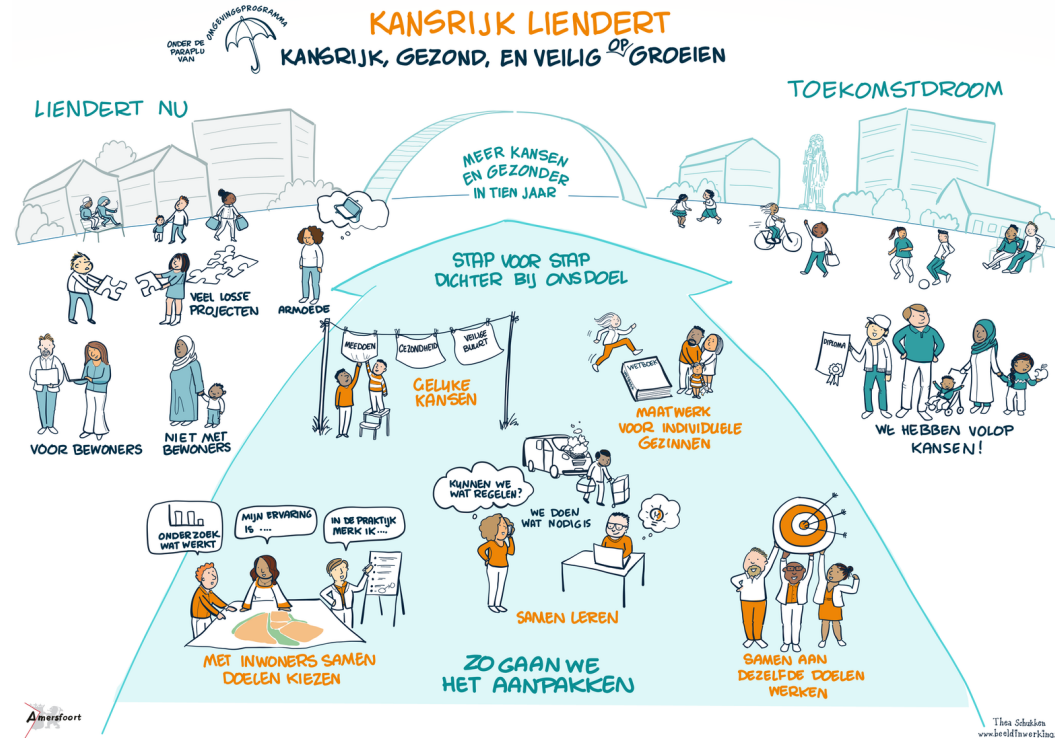 KANSRIJK LIENDERT
ONDER DE
PARAPLU
VAN
OMGEVINGSPROGRAMMA
KANSRIJK, GEZOND, EN VEILIG OP GROEIEN
LIENDERT NU
TOEKOMSTDROOM
MEER KANSEN
EN GEZONDER
IN TIEN JAAR
STAP VOOR STAP
DICHTER BIJ ONS DOEL
VEEL LOSSE
PROJECTEN
ARMOEDE
VOOR BEWONERS
NIET MET
BEWONERS
MEEDOEN
GEZONDHEID
VEILIGE
BUURT
GELIJKE
KANSEN
WETBOEK
MAATWERK
VOOR INDIVIDUELE
GEZINNEN
DIPLOMA
WE HEBBEN VOLOP
KANSEN!
KUNNEN WE
WAT REGELEN?
WE DOEN
WAT NODIG IS
SAMEN LEREN
ONDERZOEK
WAT WERKT
MIJN ERVARING
IS ....
IN DE PRAKTIJK
MERK IK....
MET INWONERS SAMEN
DOELEN KIEZEN
ZO GAAN WE
HET AANPAKKEN
SAMEN AAN
DEZELFDE DOELEN
WERKEN
Amersfoort
Thea Schukken
www.beeldinwerking.